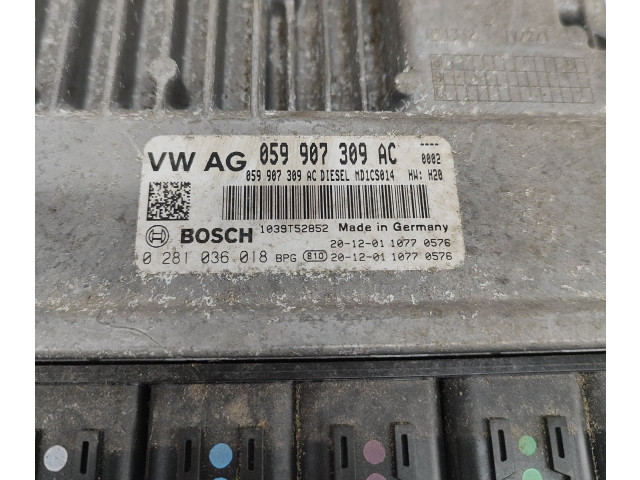 VW AG 059 907 309 AC
----
0002
059 907 309 AC DIESEL MD1CS014 HW: H20
BOSCH
1039T52852 Made in Germany
20-12-01 1077 0576
0 281 036 018 BPG 810 20-12-01 1077 0576